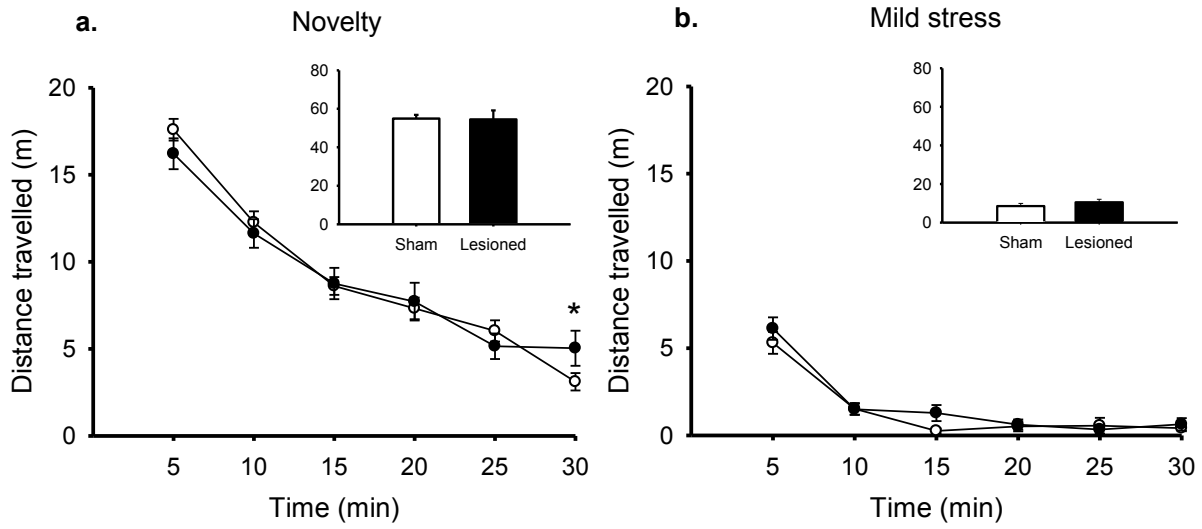 a.
Novelty
Distance travelled (m)
20
15
10
5
0
80
60
40
20
0
Sham
Lesioned
*
5 10 15 20 25 30
Time (min)
b.
Mild stress
Distance travelled (m)
20
15
10
5
0
80
60
40
20
0
Sham
Lesioned
5 10 15 20 25 30
Time (min)